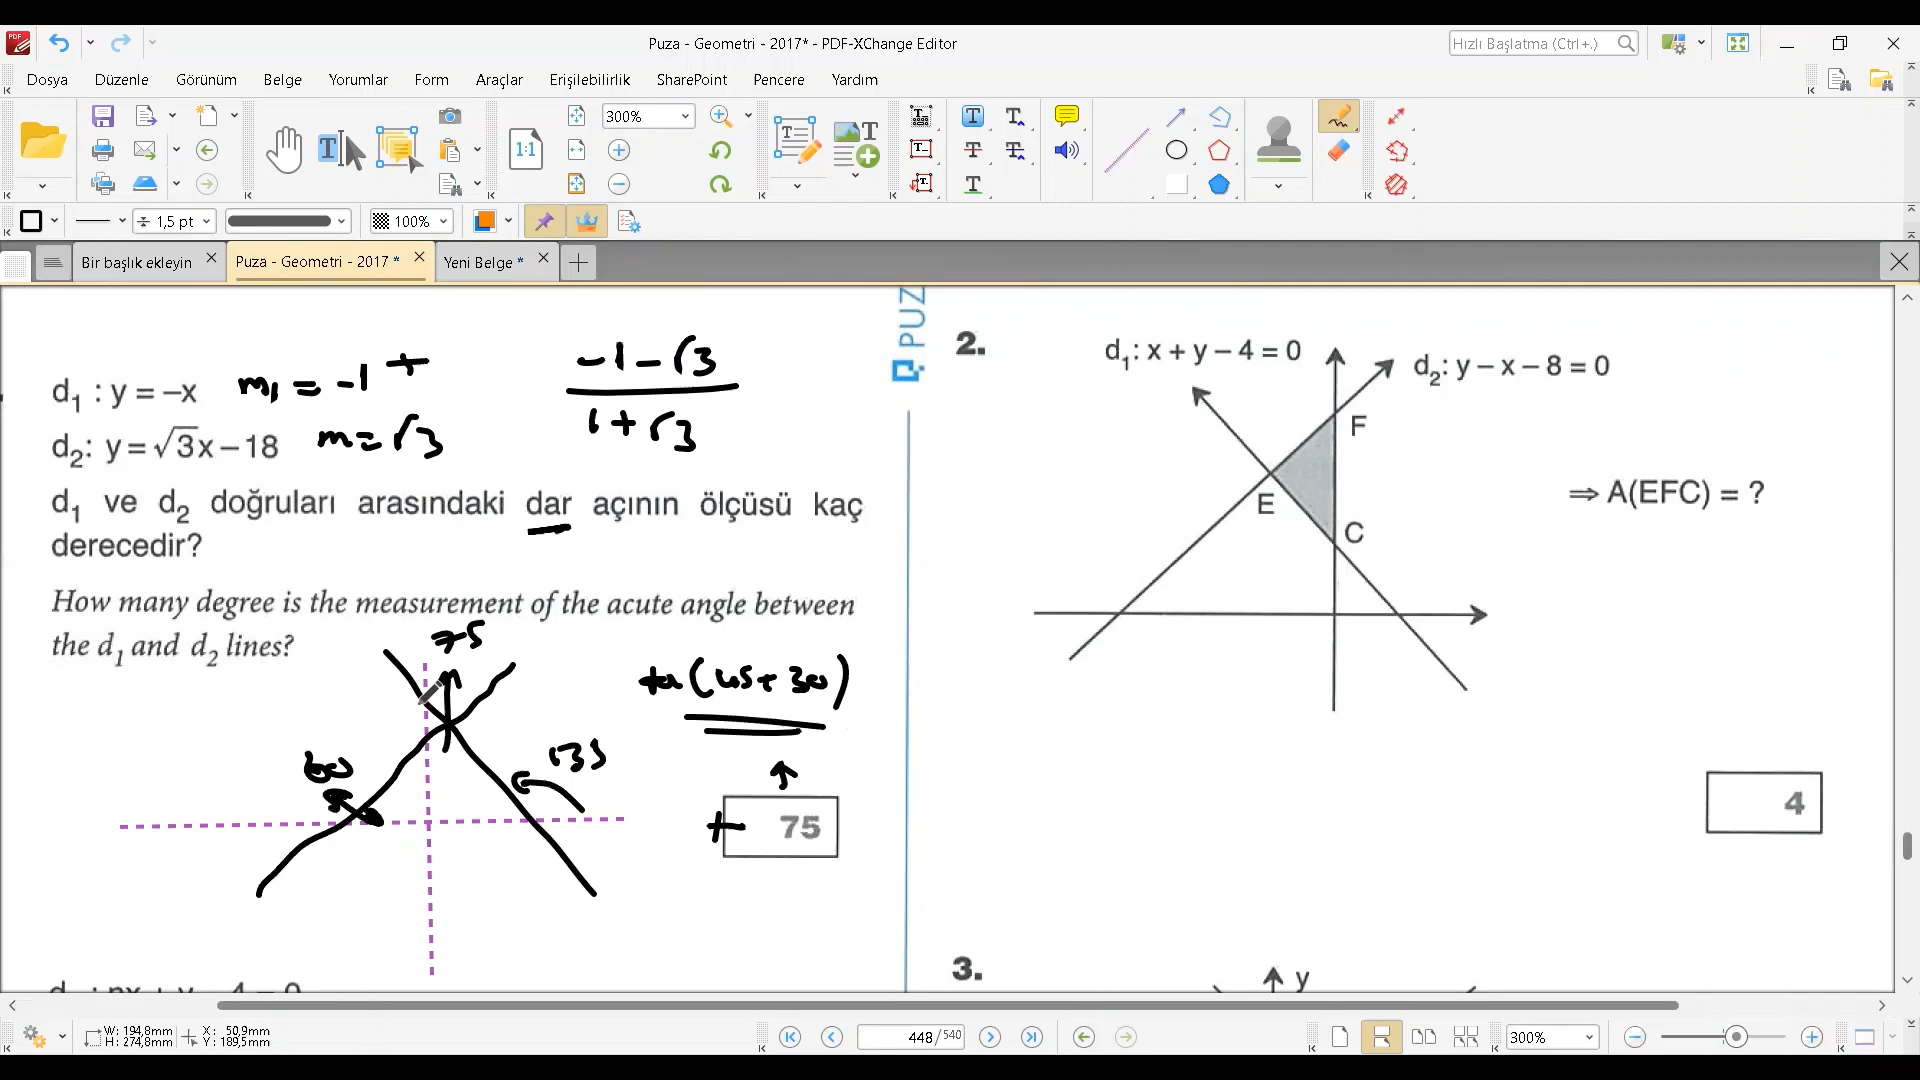 Puza - Geometri - 2017* - PDF-XChange Editor
Hızlı Başlatma (Ctrl+.)
Dosya Düzenle Görünüm Belge Yorumlar Form Araçlar Erişilebilirlik SharePoint Pencere Yardım
300%
1:1
1,5 pt
100%
Bir başlık ekleyin
Puza - Geometri - 2017 *
Yeni Belge *
d₁ : y = –x
m₁ = -1 +
d₂: y = √3x – 18
m = √3
-1 - √3
1 + √3
d₁ ve d₂ doğruları arasındaki dar açının ölçüsü kaç
derecedir?
How many degree is the measurement of the acute angle between
the d₁ and d₂ lines?
75
60
135
tan(45+30)
+ 75
PUZ
2.
d₁: x + y – 4 = 0
d₂: y – x – 8 = 0
F
E
C
⇒ A(EFC) = ?
4
3.
y
W: 194,8mm
H: 274,8mm
X: 50,9mm
Y: 189,5mm
448 / 540
300%